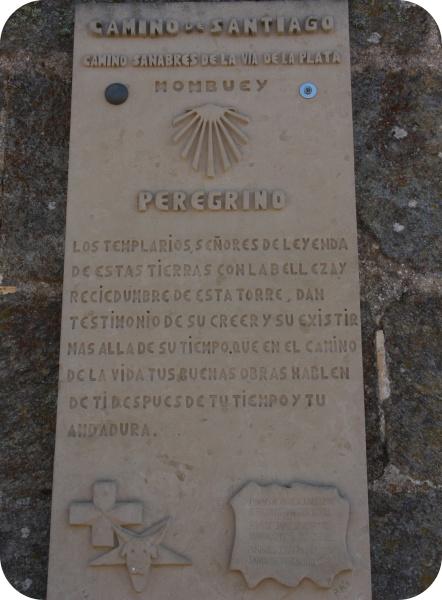 CAMINO DE SANTIAGO
CAMINO SANABRES DE LA VIA DE LA PLATA
MOMBUEY
PEREGRINO
LOS TEMPLARIOS, SEÑORES DE LEYENDA
DE ESTAS TIERRAS CON LA BELLEZA Y
RECIEDUMBRE DE ESTA TORRE, DAN
TESTIMONIO DE SU CREER Y SU EXISTIR
MAS ALLA DE SU TIEMPO. QUE EN EL CAMINO
DE LA VIDA TUS BUENAS OBRAS HABLEN
DE TI DESPUES DE TU TIEMPO Y TU
ANDADURA.